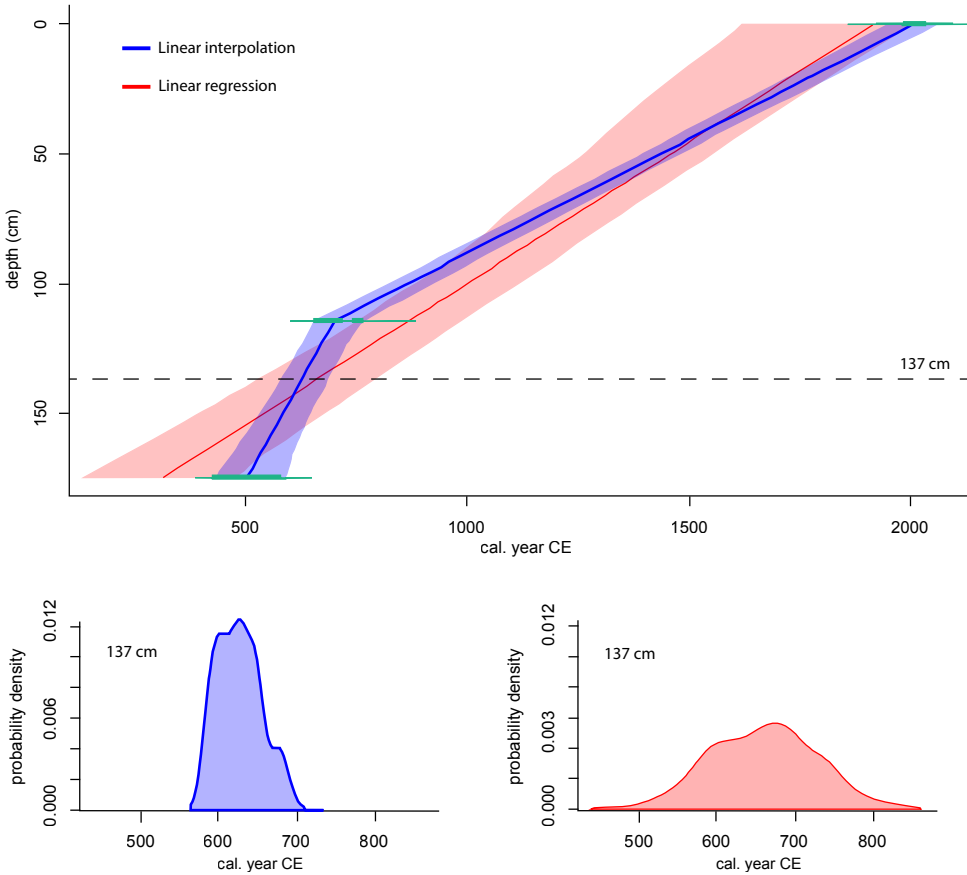 Linear interpolation
Linear regression
137 cm
0
50
100
150
depth (cm)
500
1000
1500
2000
cal. year CE
137 cm
0.000
0.006
0.012
probability density
500
600
700
800
cal. year CE
137 cm
0.000
0.003
0.012
probability density
500
600
700
800
cal. year CE